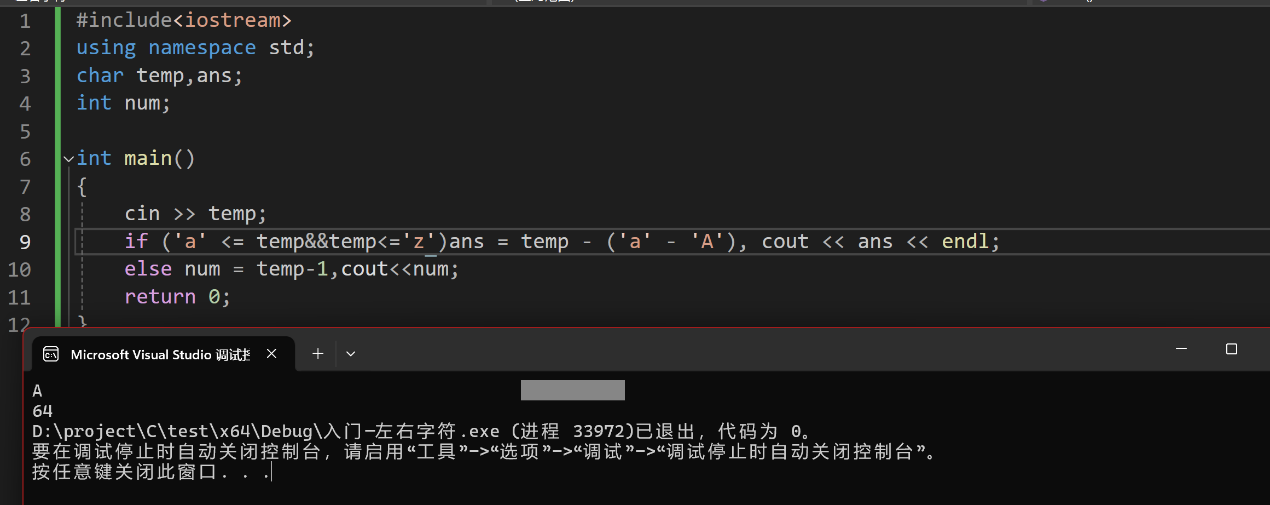 1 #include<iostream>
2 using namespace std;
3 char temp,ans;
4 int num;
5
6 int main()
7 {
8 cin >> temp;
9 if ('a' <= temp&&temp<='z')ans = temp - ('a' - 'A'), cout << ans << endl;
10 else num = temp-1,cout<<num;
11 return 0;
12 }
Microsoft Visual Studio 调试
A
64
D:\project\C\test\x64\Debug\入门-左右字符.exe (进程 33972)已退出，代码为 0。
要在调试停止时自动关闭控制台，请启用“工具”->“选项”->“调试”->“调试停止时自动关闭控制台”。
按任意键关闭此窗口. . .